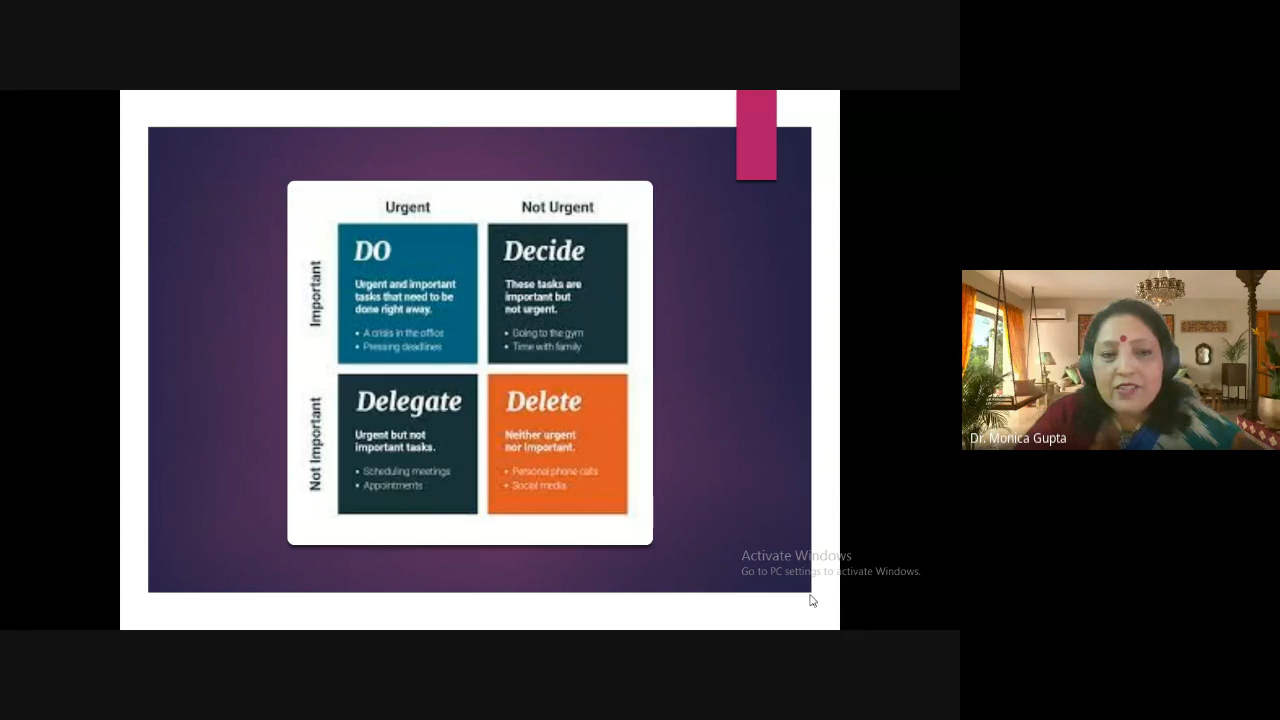 Urgent
Not Urgent
Important
DO
Urgent and important
tasks that need to be
done right away.
• A crisis in the office
• Pressing deadlines
Decide
These tasks are
important but
not urgent.
• Going to the gym
• Time with family
Not Important
Delegate
Urgent but not
important tasks.
• Scheduling meetings
• Appointments
Delete
Neither urgent
nor important.
• Personal phone calls
• Social media
Activate Windows
Go to PC settings to activate Windows.
Dr. Monica Gupta